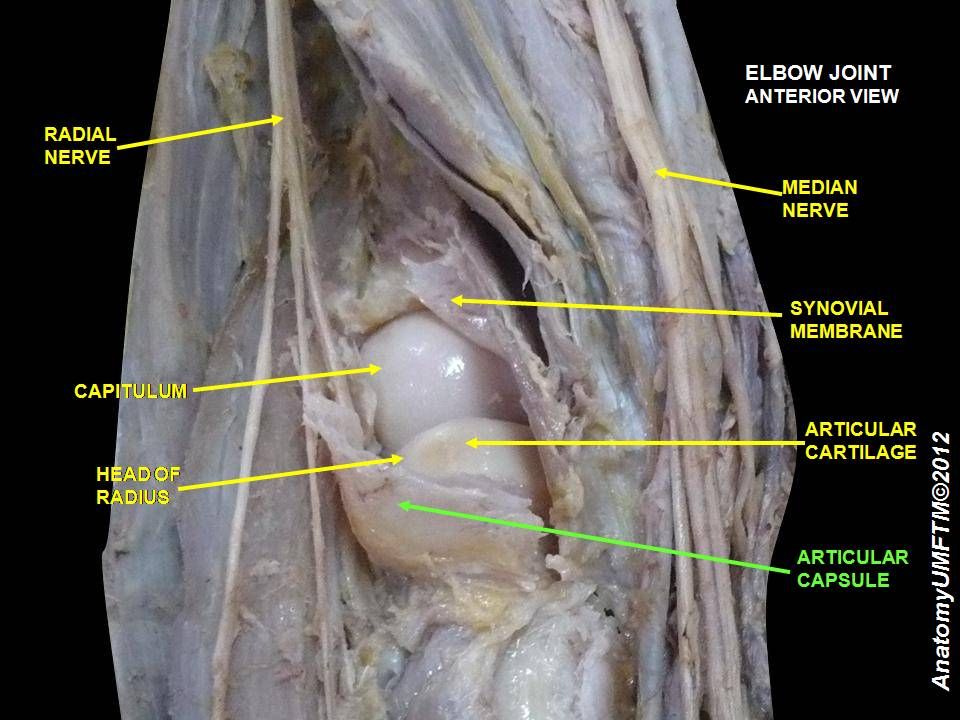 ELBOW JOINT
ANTERIOR VIEW
RADIAL
NERVE
MEDIAN
NERVE
SYNOVIAL
MEMBRANE
CAPITULUM
ARTICULAR
CARTILAGE
HEAD OF
RADIUS
ARTICULAR
CAPSULE
AnatomyUMFTM©2012